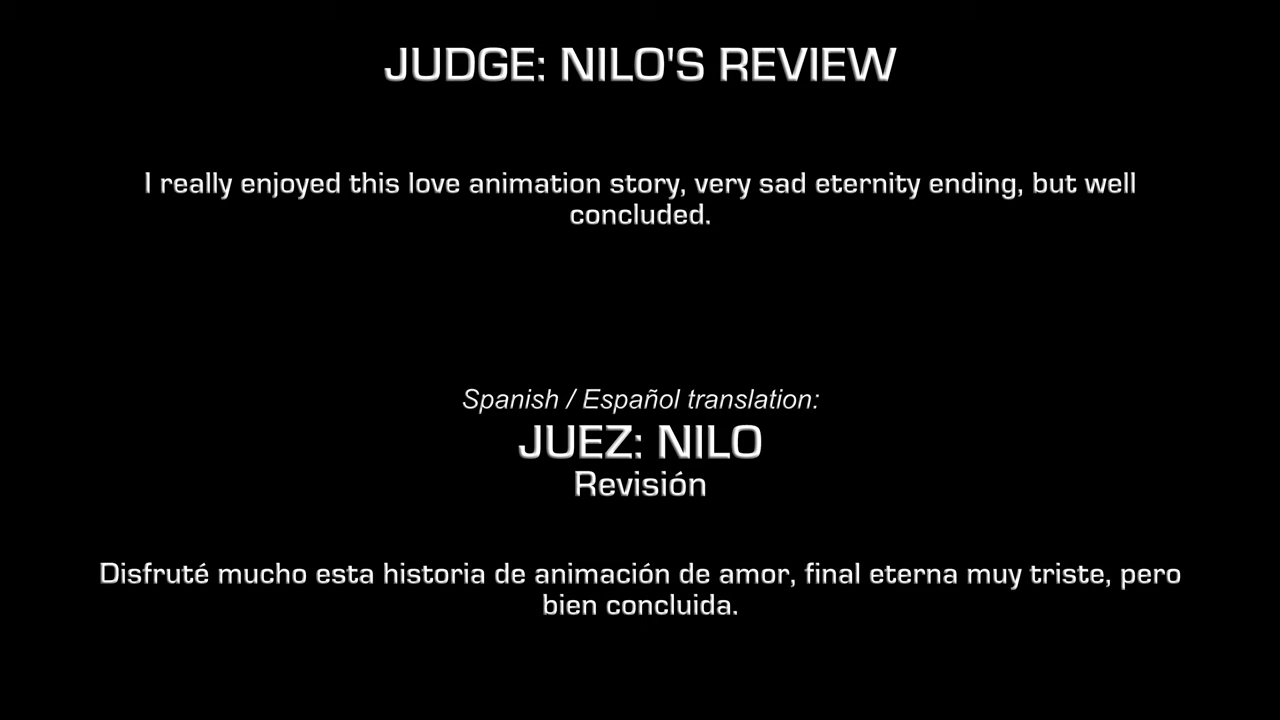 JUDGE: NILO'S REVIEW
I really enjoyed this love animation story, very sad eternity ending, but well
concluded.
Spanish / Español translation:
JUEZ: NILO
Revisión
Disfruté mucho esta historia de animación de amor, final eterna muy triste, pero
bien concluida.